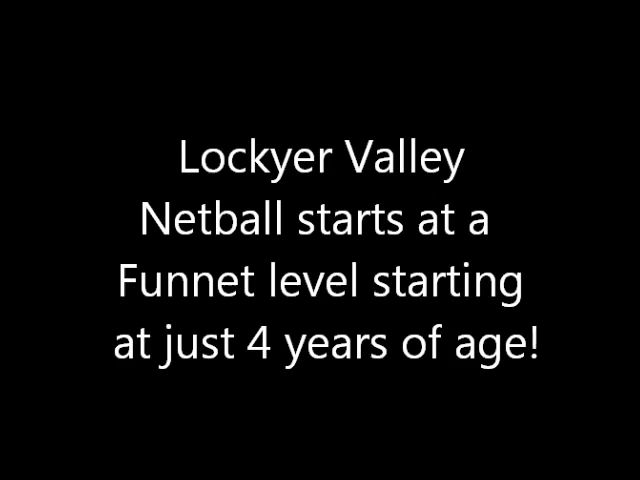 Lockyer Valley
Netball starts at a
Funnet level starting
at just 4 years of age!